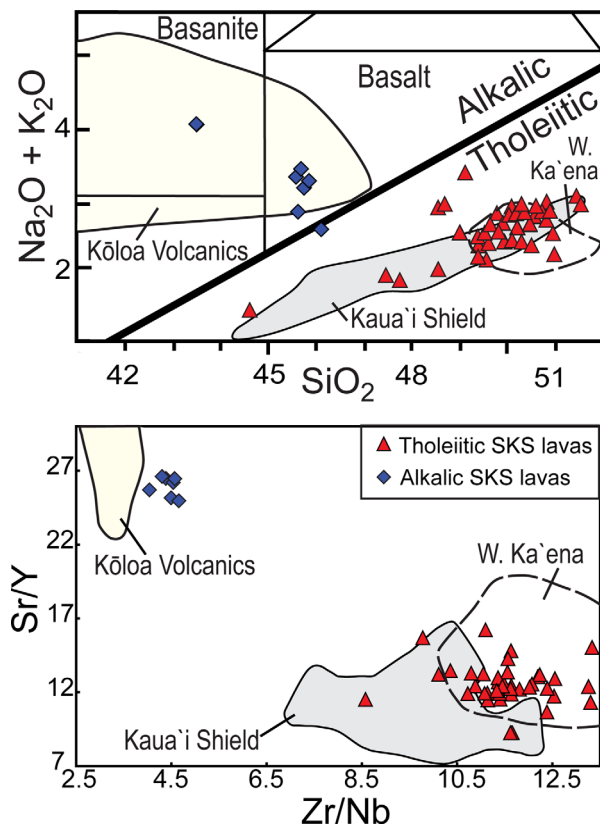 Basanite
Basalt
Alkalic
Tholeiitic
W.
Ka`ena
4
2
Na2O + K2O
Kōloa Volcanics
Kaua`i Shield
42 45 48 51
SiO2
Tholeiitic SKS lavas
Alkalic SKS lavas
27
22
17
12
7
Sr/Y
Kōloa Volcanics
W. Ka`ena
Kaua`i Shield
2.5 4.5 6.5 8.5 10.5 12.5
Zr/Nb